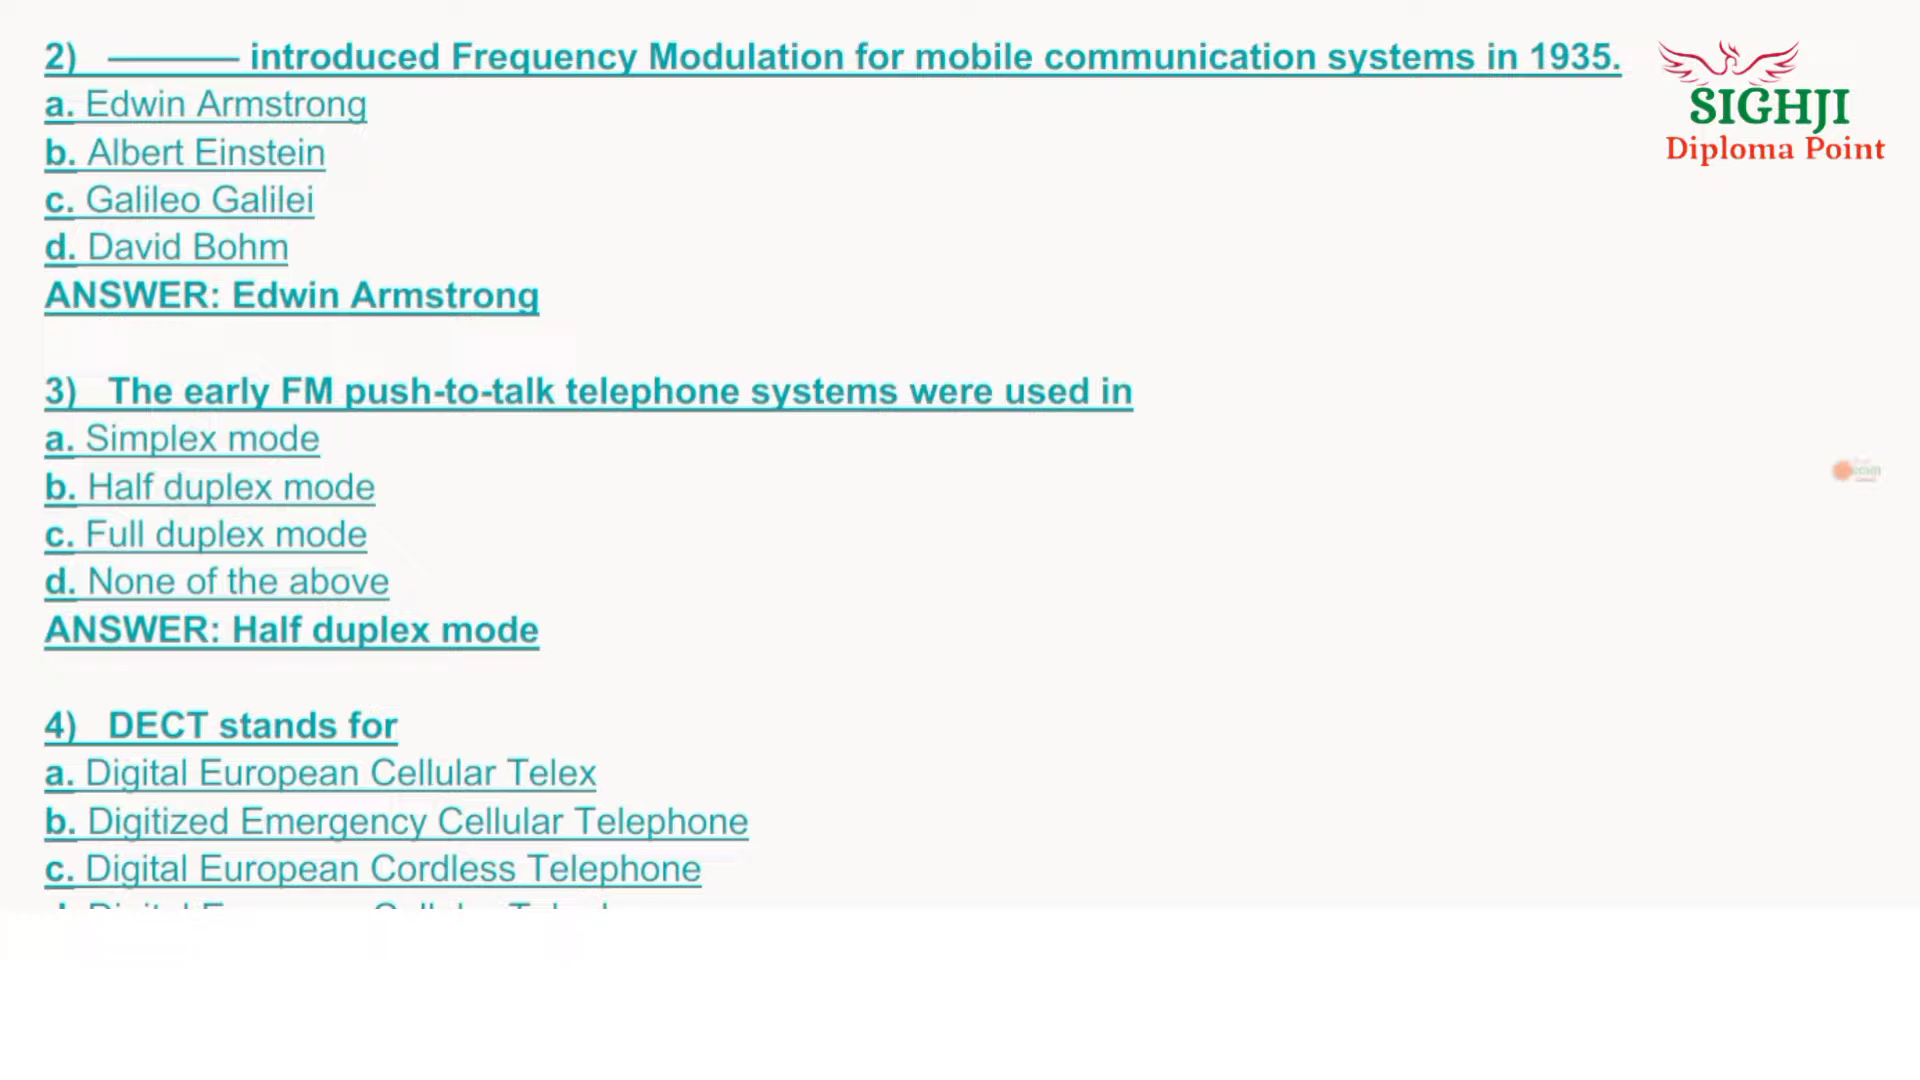 2) ———– introduced Frequency Modulation for mobile communication systems in 1935.
a. Edwin Armstrong
b. Albert Einstein
c. Galileo Galilei
d. David Bohm
ANSWER: Edwin Armstrong
SIGHJI
Diploma Point
3) The early FM push-to-talk telephone systems were used in
a. Simplex mode
b. Half duplex mode
c. Full duplex mode
d. None of the above
ANSWER: Half duplex mode
4) DECT stands for
a. Digital European Cellular Telex
b. Digitized Emergency Cellular Telephone
c. Digital European Cordless Telephone